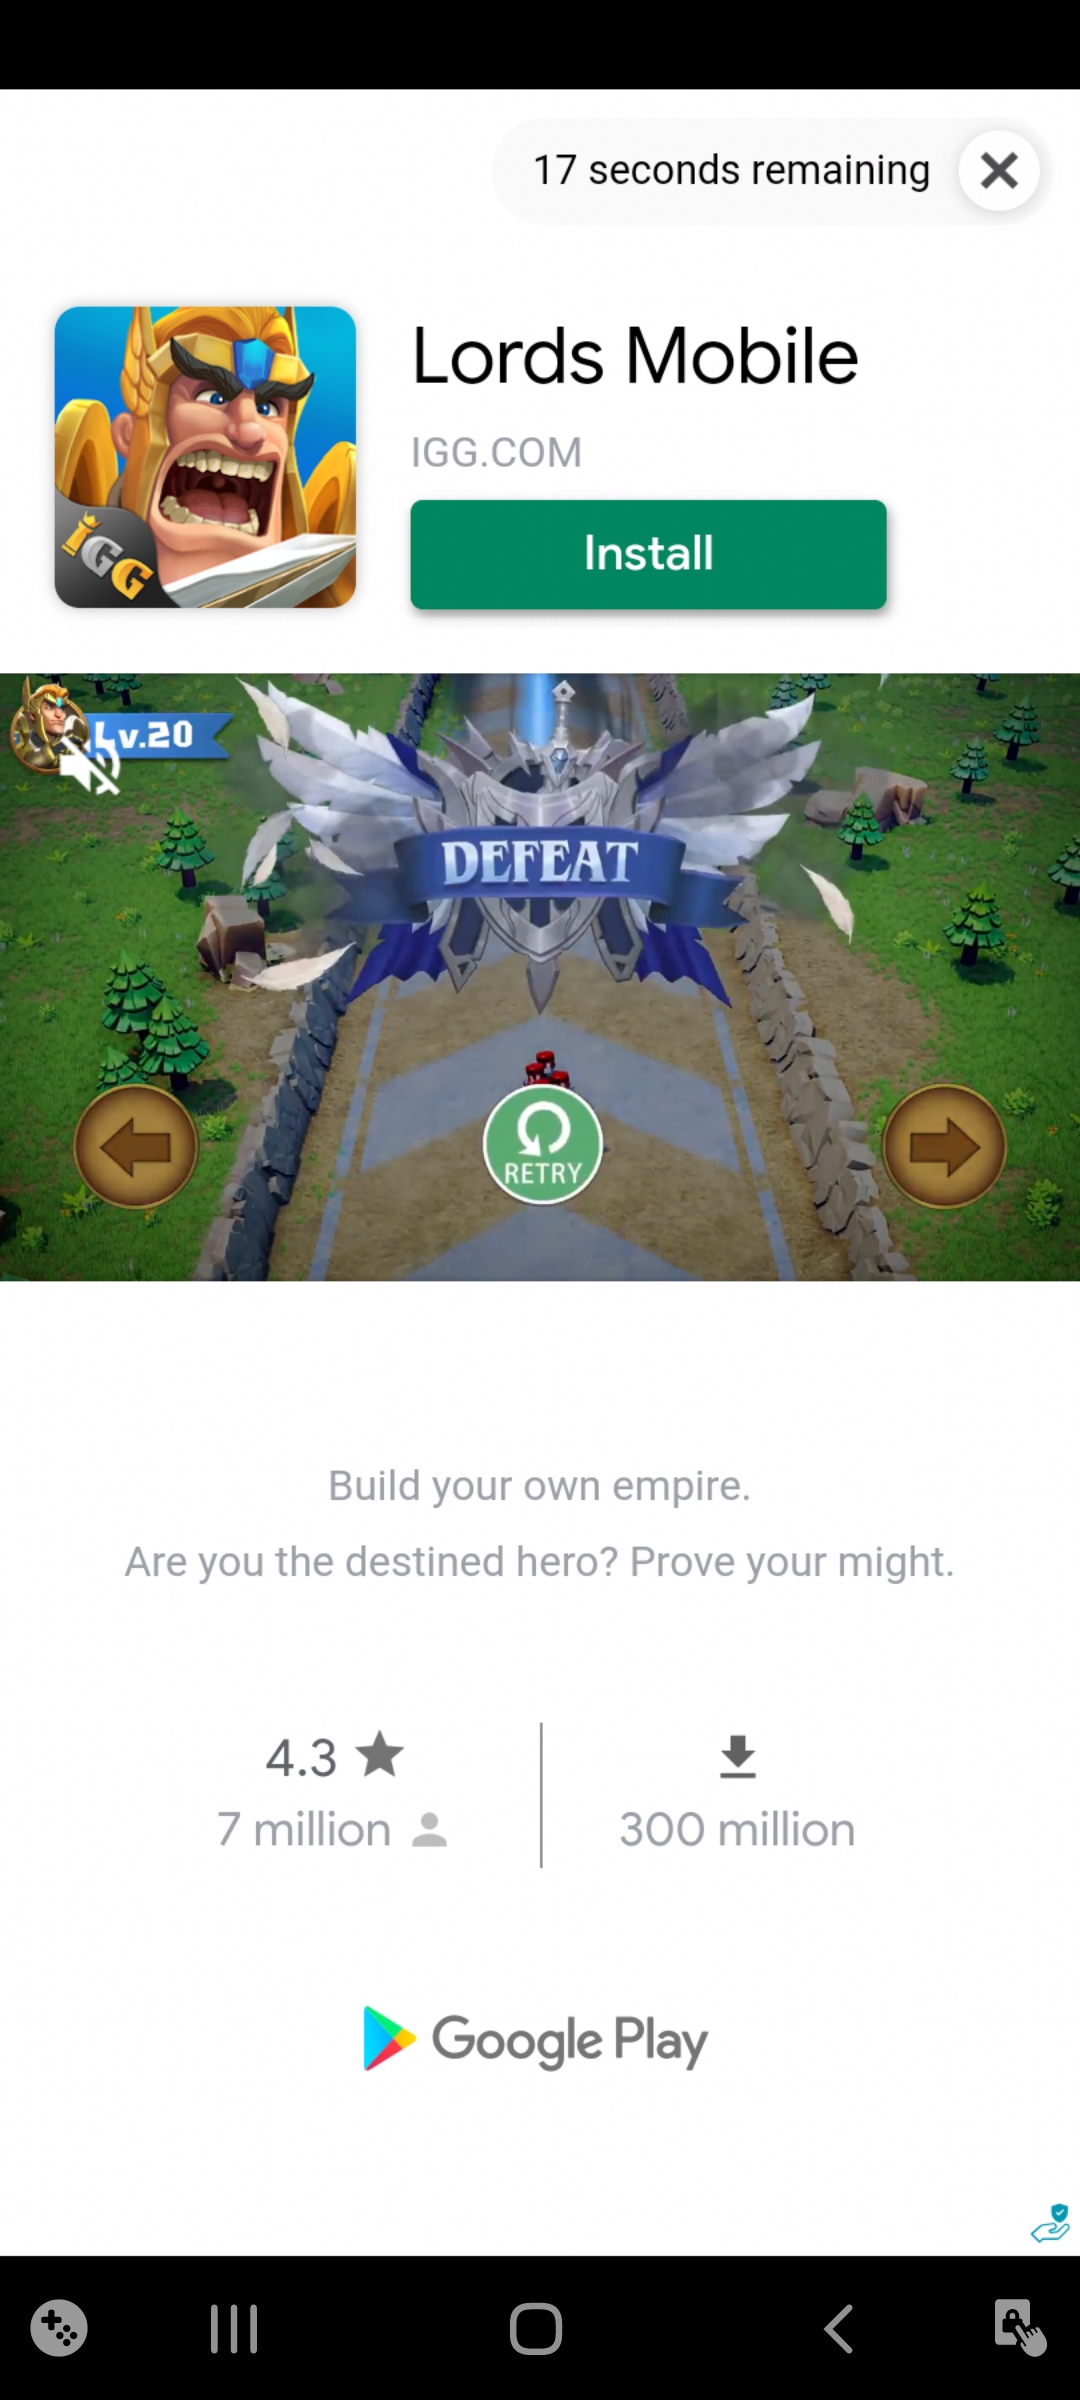 17 seconds remaining
Lords Mobile
IGG.COM
Install
IGG
Lv.20
DEFEAT
RETRY
Build your own empire.
Are you the destined hero? Prove your might.
4.3
7 million
300 million
Google Play